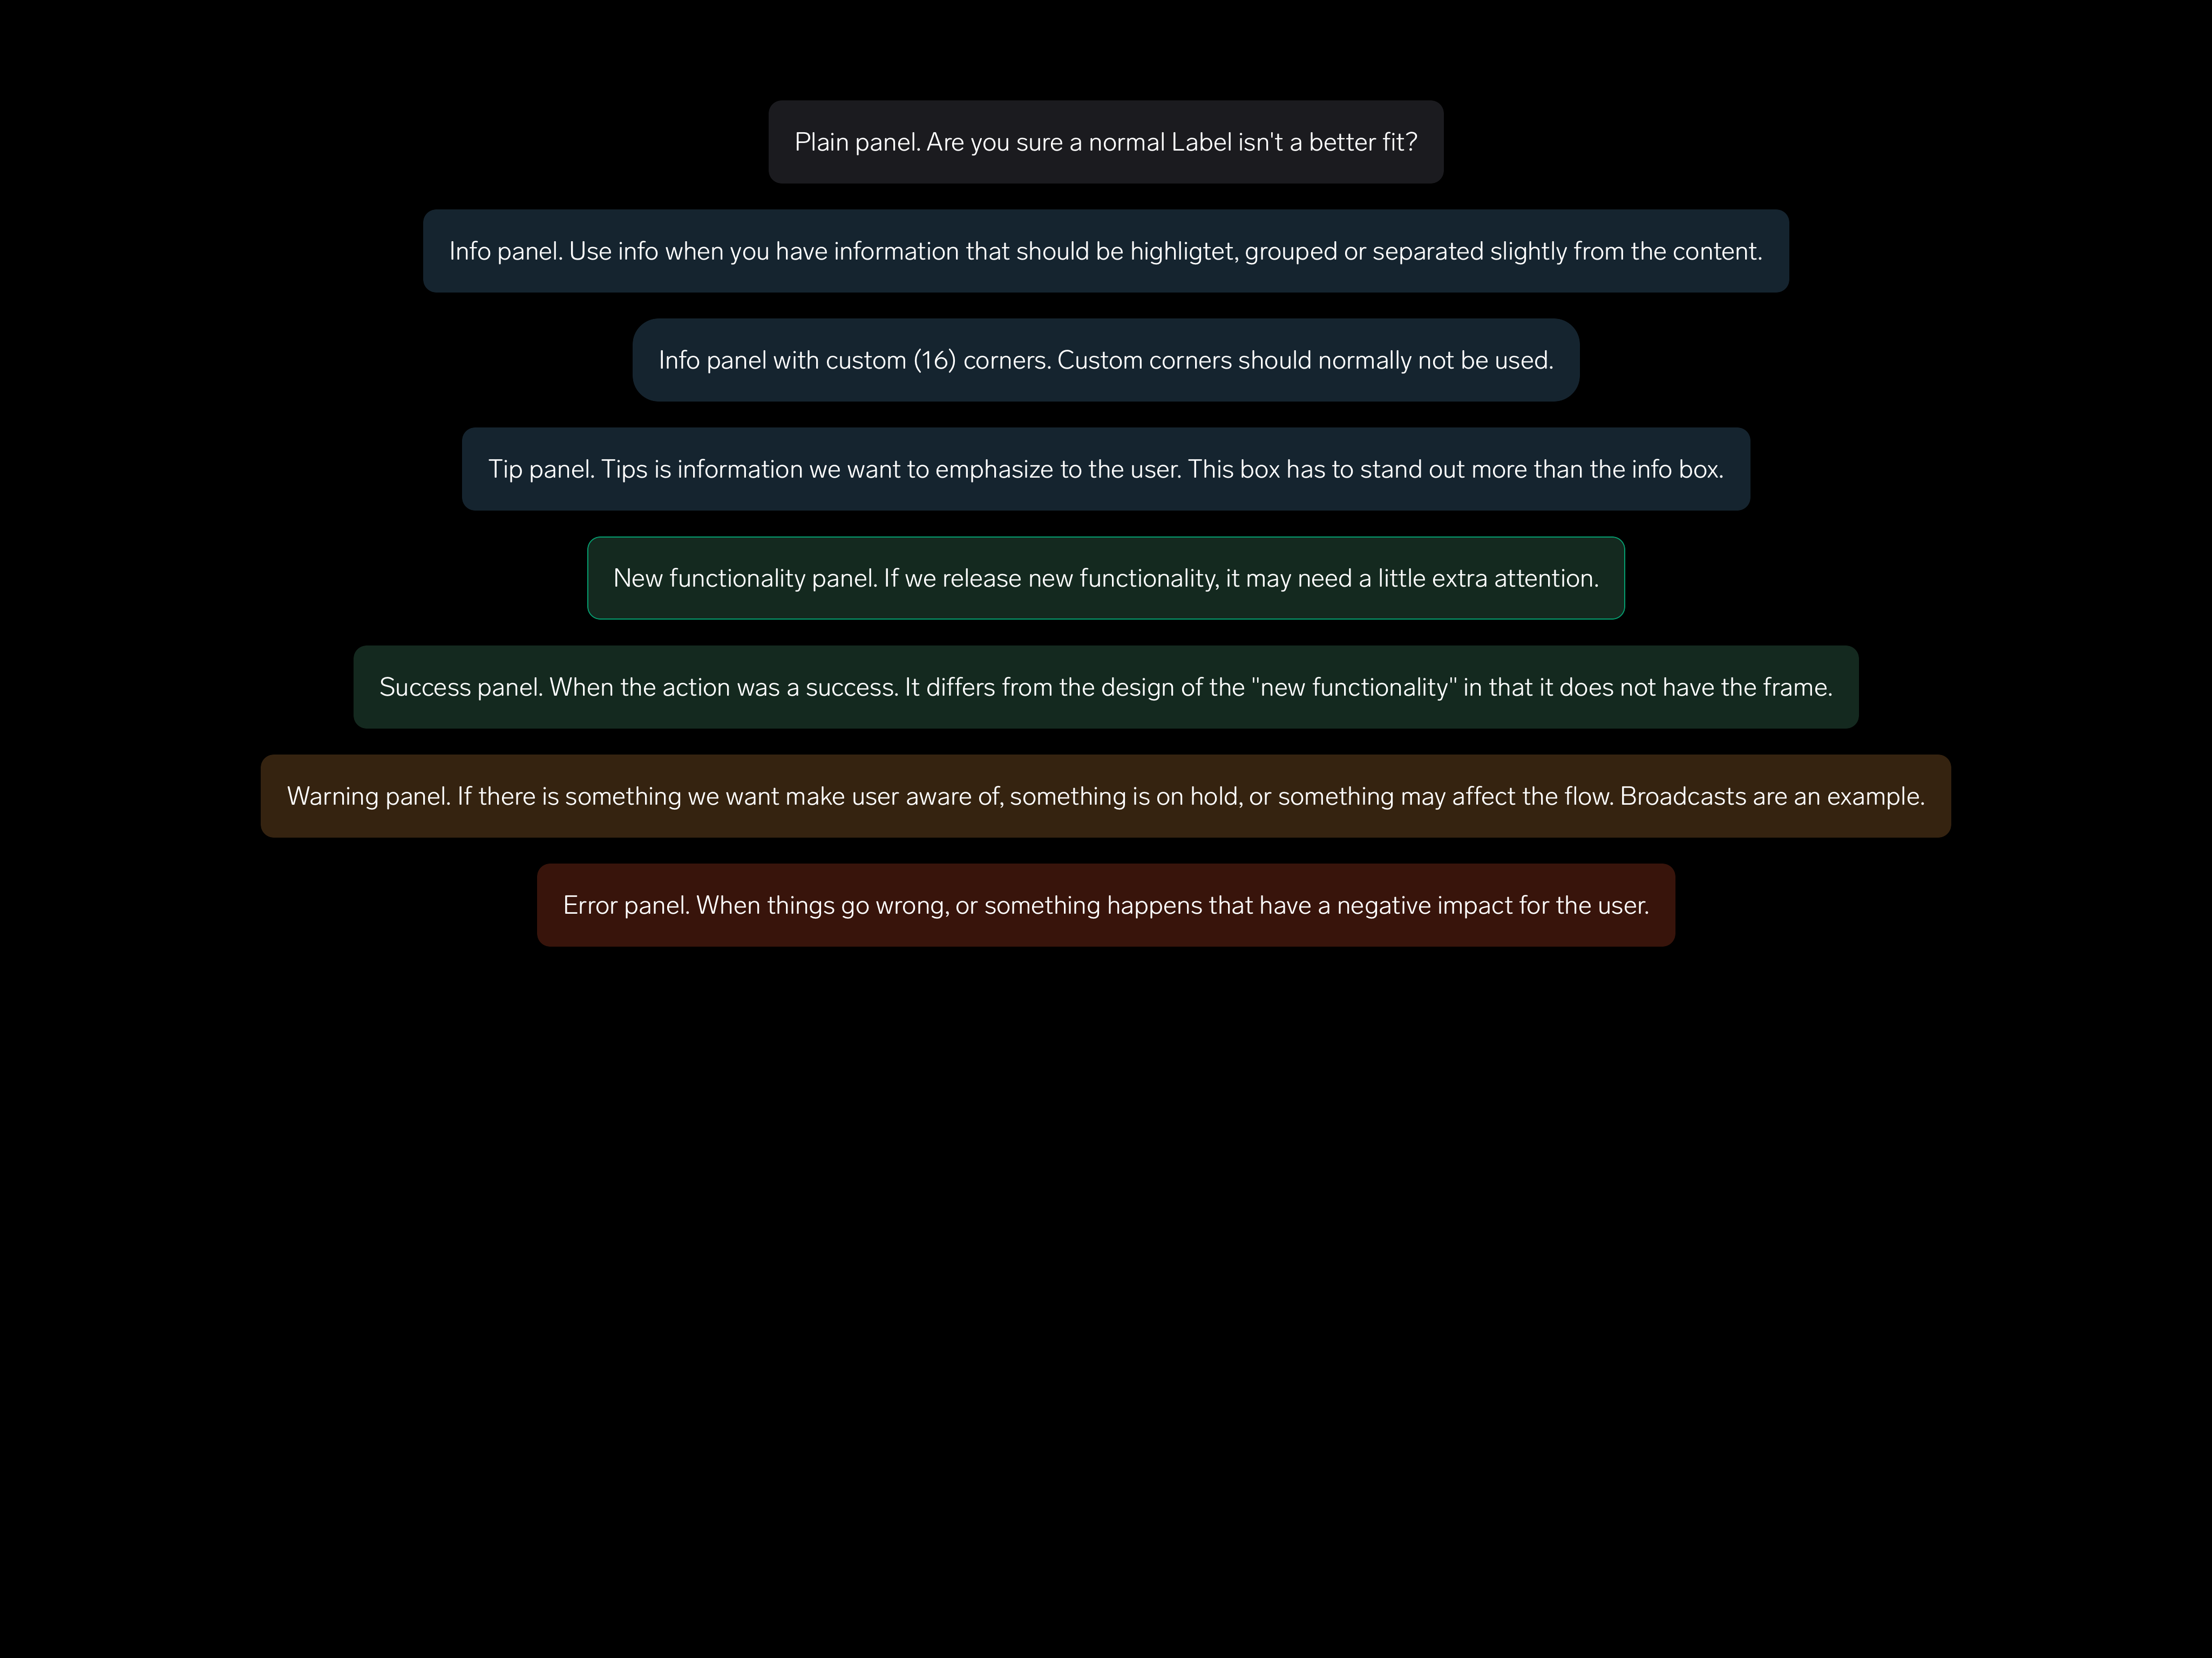 Plain panel. Are you sure a normal Label isn't a better fit?
Info panel. Use info when you have information that should be highligtet, grouped or separated slightly from the content.
Info panel with custom (16) corners. Custom corners should normally not be used.
Tip panel. Tips is information we want to emphasize to the user. This box has to stand out more than the info box.
New functionality panel. If we release new functionality, it may need a little extra attention.
Success panel. When the action was a success. It differs from the design of the "new functionality" in that it does not have the frame.
Warning panel. If there is something we want make user aware of, something is on hold, or something may affect the flow. Broadcasts are an example.
Error panel. When things go wrong, or something happens that have a negative impact for the user.